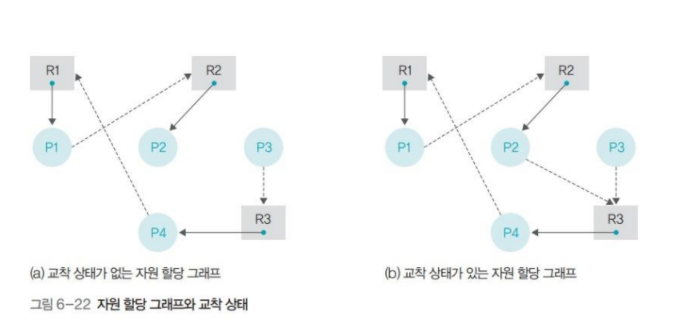 R1 R2 R1 R2
P1 P2 P3 P1 P2 P3
R3 R3
P4 P4
(a) 교착 상태가 없는 자원 할당 그래프 (b) 교착 상태가 있는 자원 할당 그래프
그림 6-22 자원 할당 그래프와 교착 상태